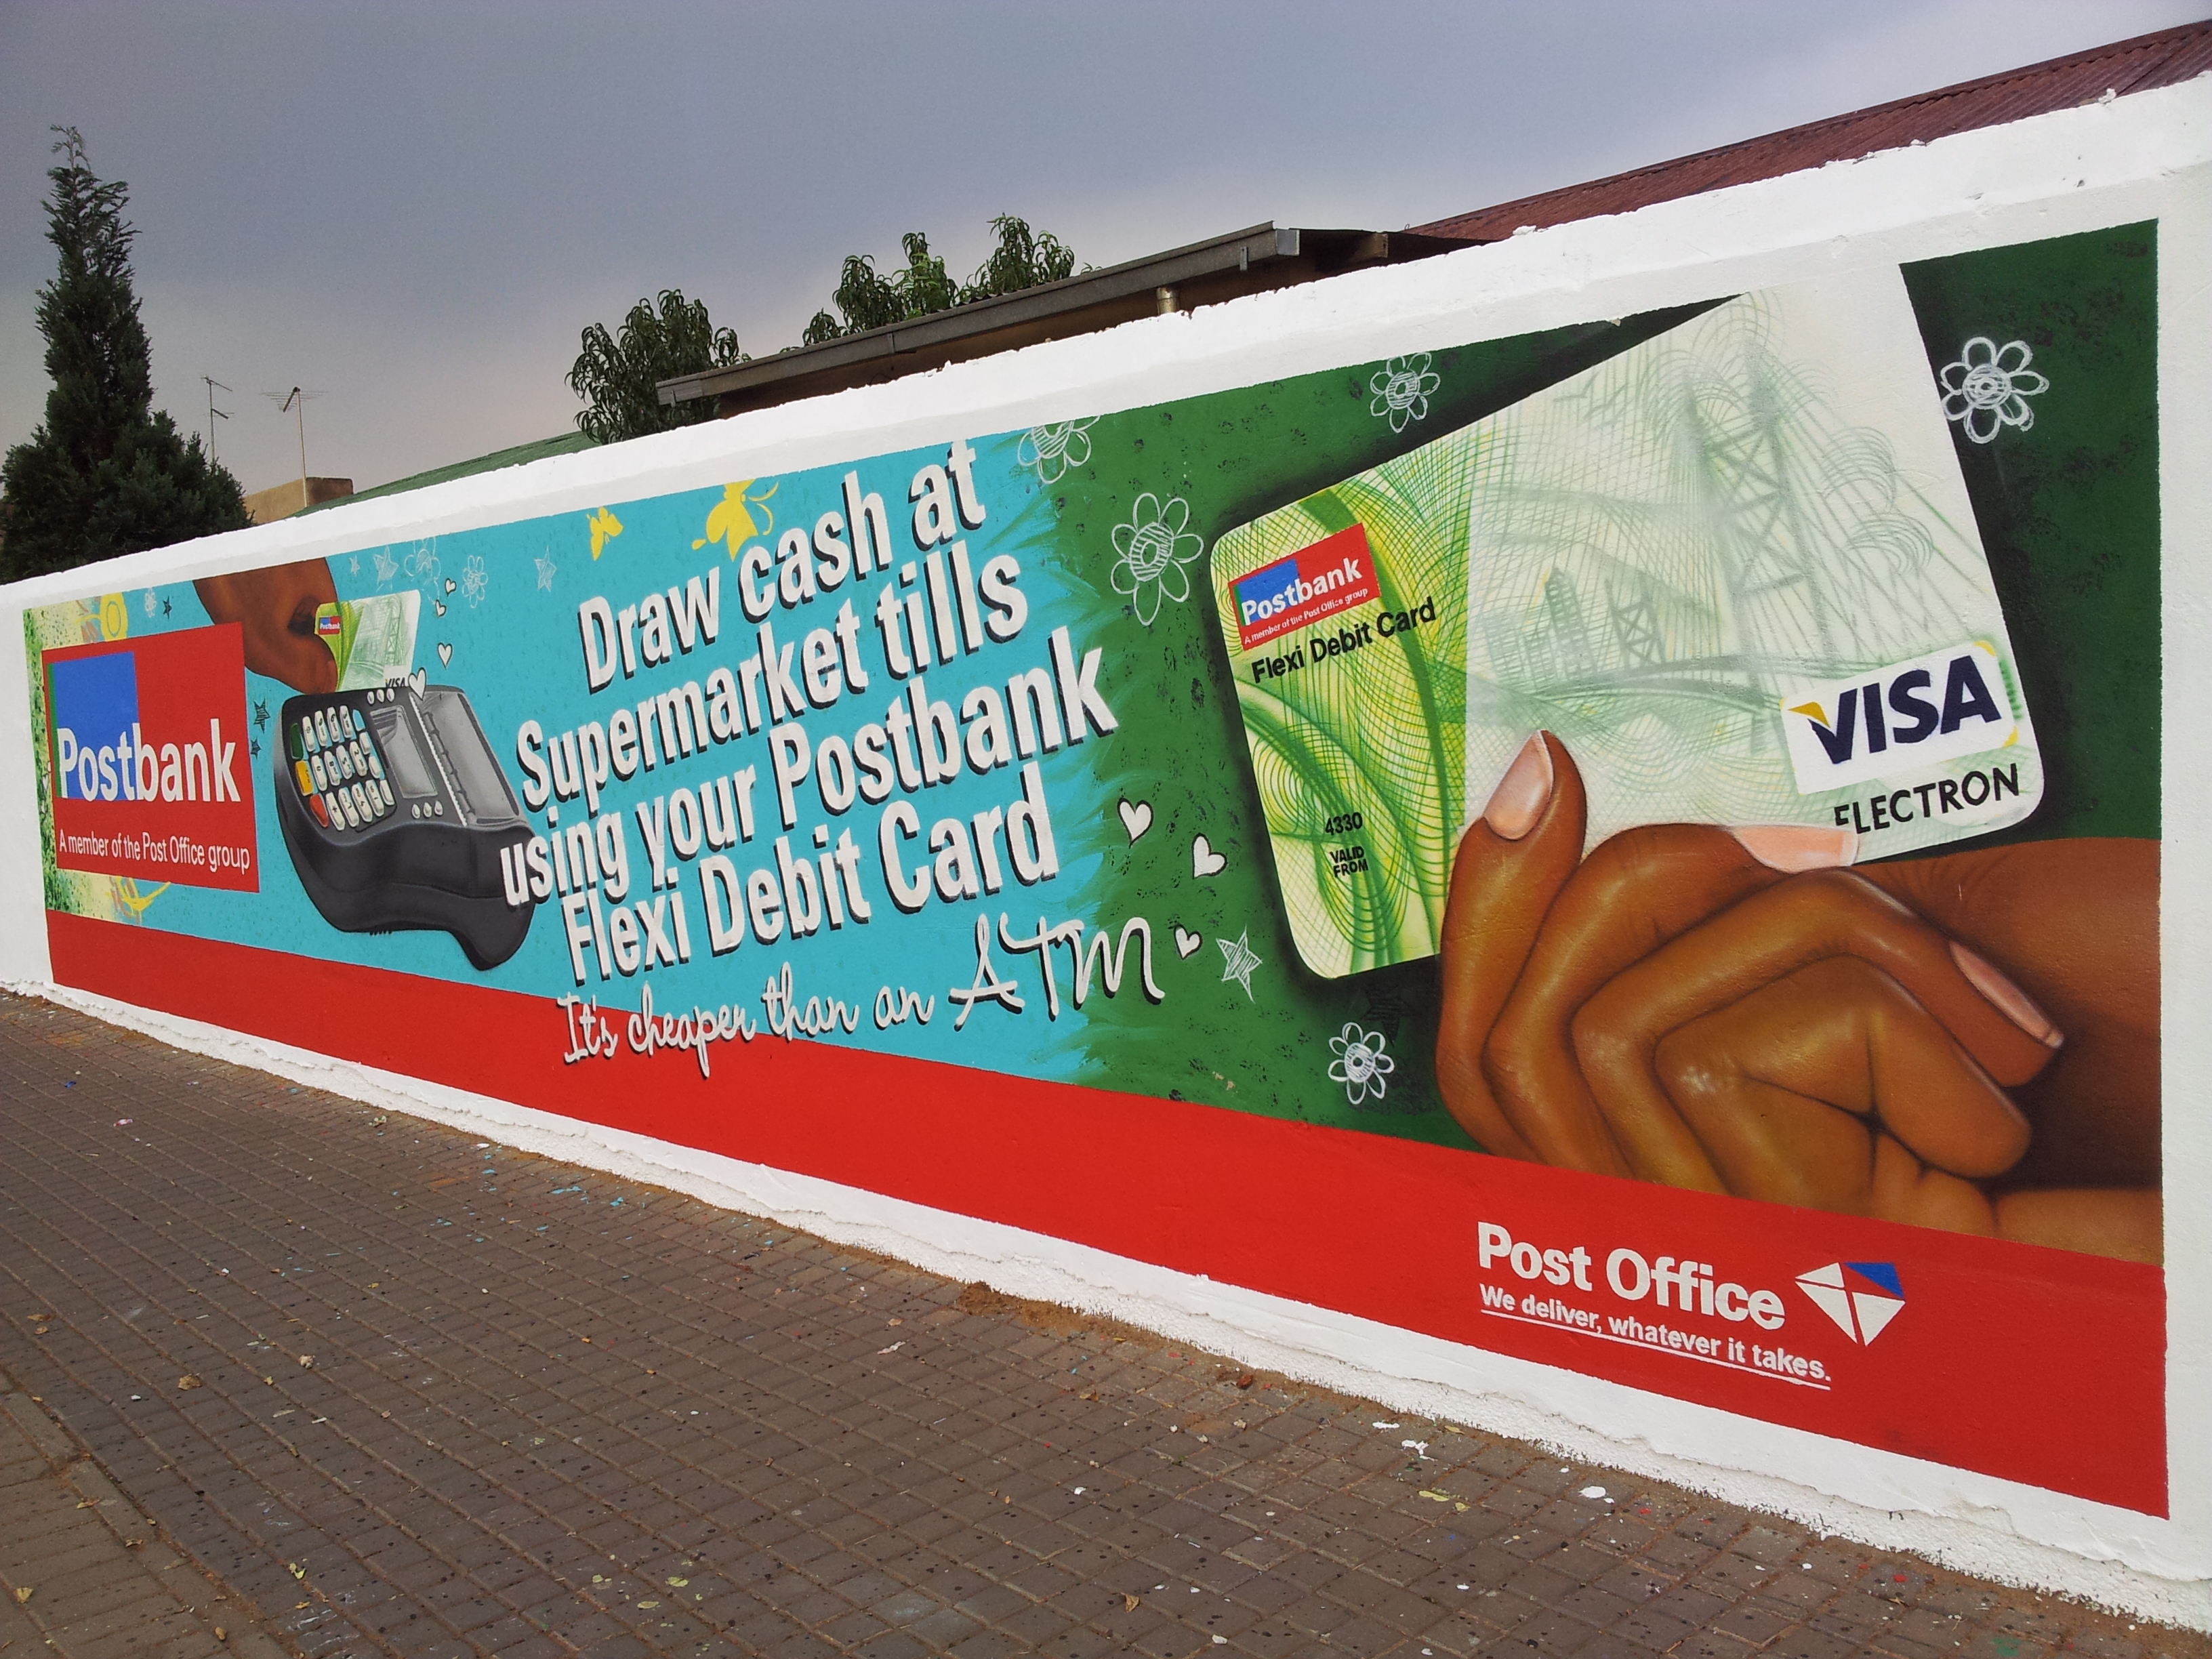 Postbank
A member of the Post Office group
Postbank
VISA
Draw cash at
Supermarket tills
using your Postbank
Flexi Debit Card
It's cheaper than an ATM
Postbank
A member of the Post Office group
Flexi Debit Card
4330
VALID
FROM
VISA
ELECTRON
Post Office
We deliver, whatever it takes.